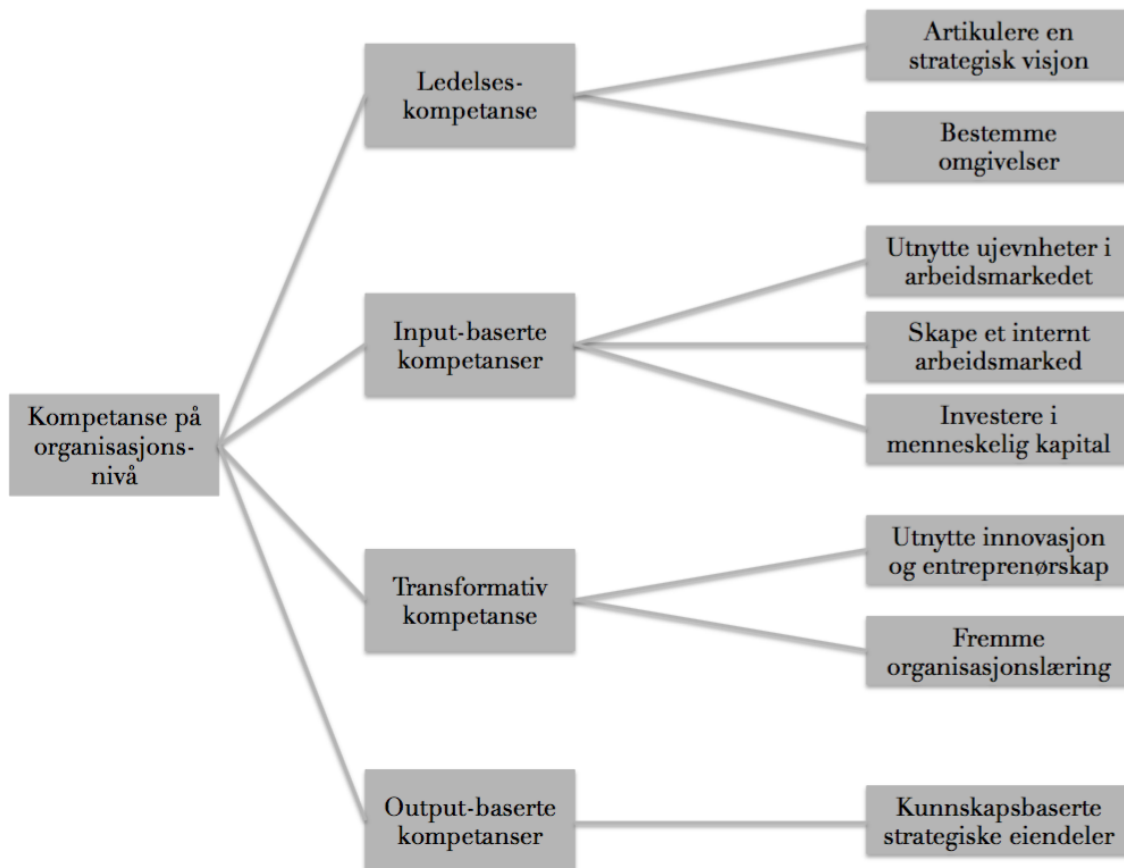 Kompetanse på
organisasjons-
nivå
Ledelses-
kompetanse
Artikulere en
strategisk visjon
Bestemme
omgivelser
Input-baserte
kompetanser
Utnytte ujevnheter i
arbeidsmarkedet
Skape et internt
arbeidsmarked
Investere i
menneskelig kapital
Transformativ
kompetanse
Utnytte innovasjon
og entreprenørskap
Fremme
organisasjonslæring
Output-baserte
kompetanser
Kunnskapsbaserte
strategiske eiendeler